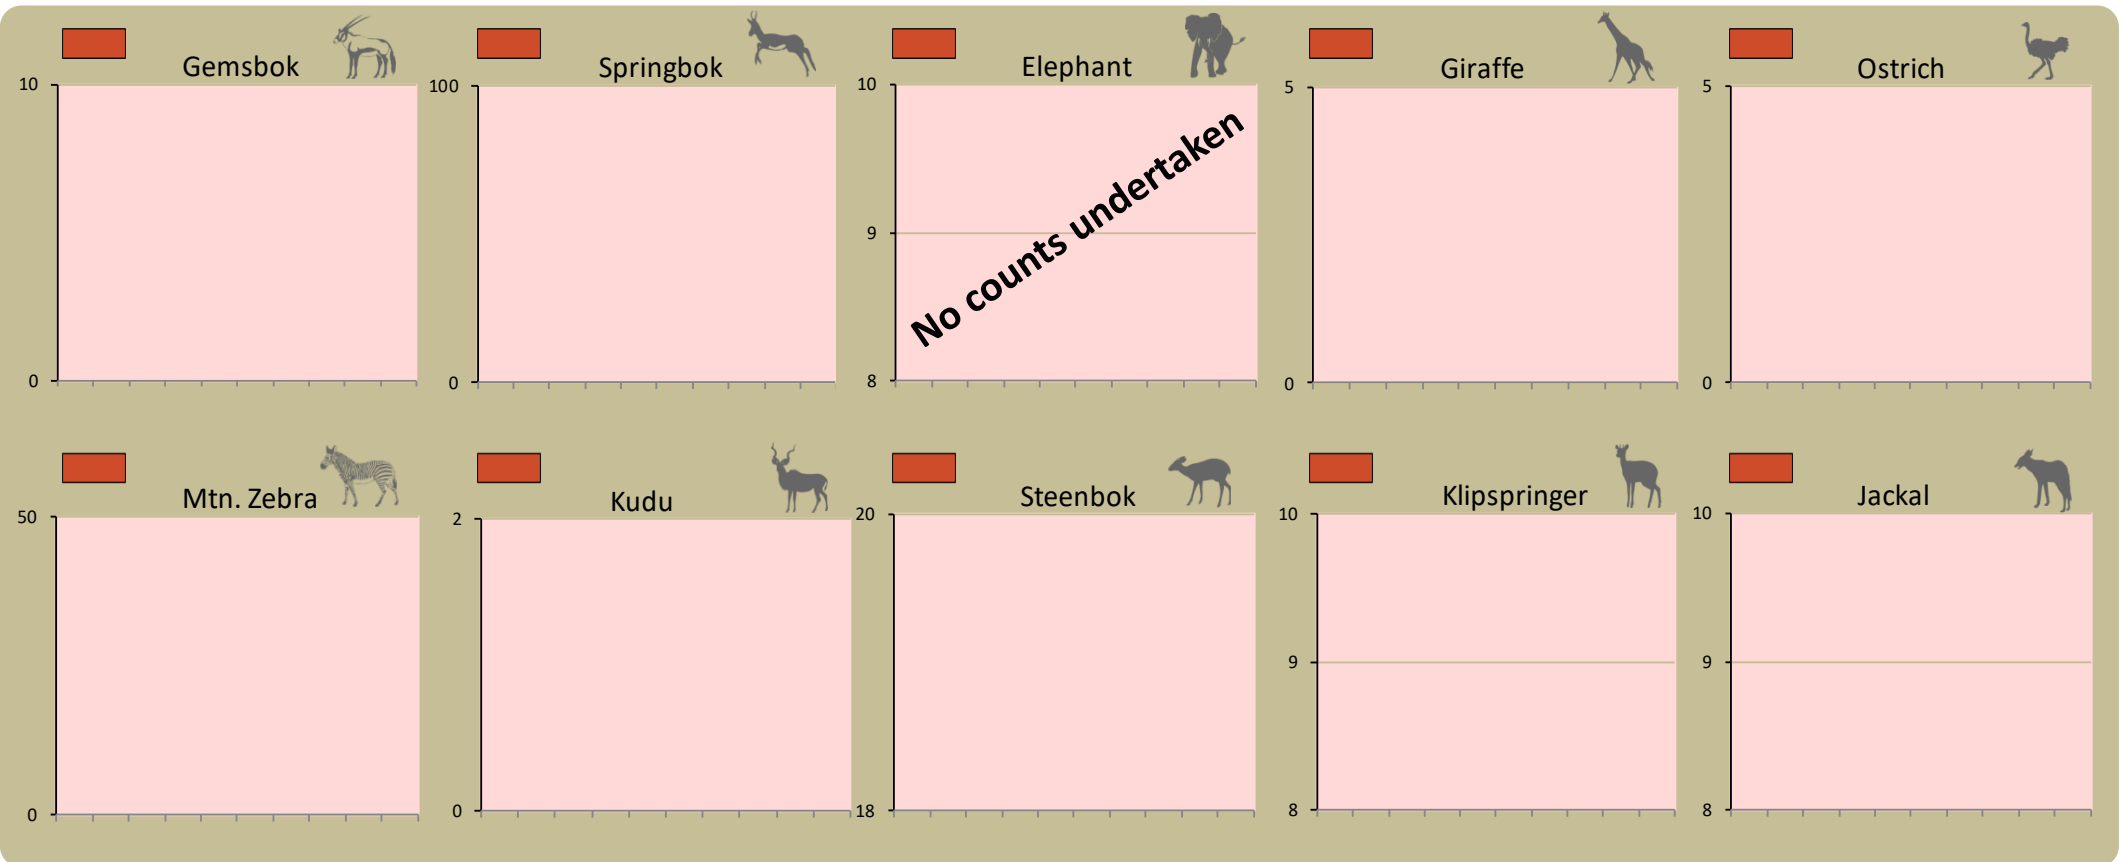 Gemsbok
10
0
Springbok
100
0
Elephant
10
9
8
No counts undertaken
Giraffe
5
0
Ostrich
5
0
Mtn. Zebra
50
0
Kudu
2
0
Steenbok
20
18
Klipspringer
10
9
8
Jackal
10
9
8